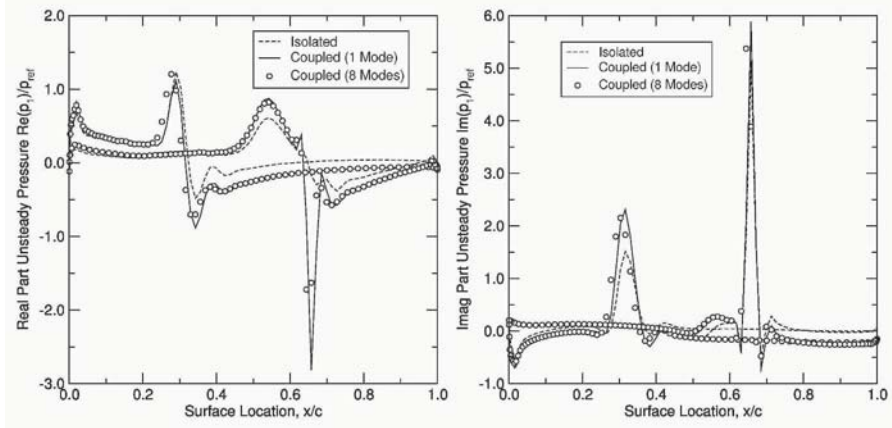 2.0
1.0
0.0
-1.0
-2.0
-3.0
0.0
0.2
0.4
0.6
0.8
1.0
Real Part Unsteady Pressure Re(p₁)/p_ref
Surface Location, x/c
Isolated
Coupled (1 Mode)
Coupled (8 Modes)
6.0
5.0
4.0
3.0
2.0
1.0
0.0
-1.0
0.0
0.2
0.4
0.6
0.8
1.0
Imag Part Unsteady Pressure Im(p₁)/p_ref
Surface Location, x/c
Isolated
Coupled (1 Mode)
Coupled (8 Modes)